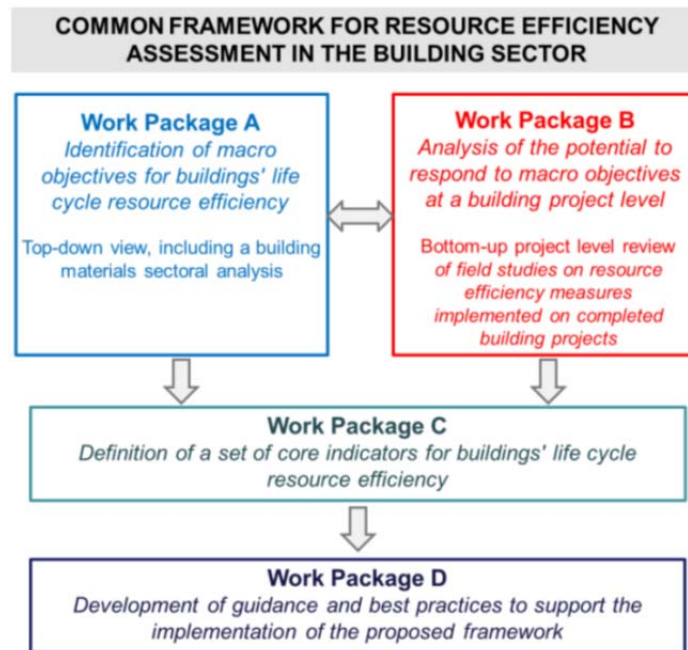 COMMON FRAMEWORK FOR RESOURCE EFFICIENCY
ASSESSMENT IN THE BUILDING SECTOR
Work Package A
Identification of macro
objectives for buildings' life
cycle resource efficiency
Top-down view, including a building
materials sectoral analysis
Work Package B
Analysis of the potential to
respond to macro objectives
at a building project level
Bottom-up project level review
of field studies on resource
efficiency measures
implemented on completed
building projects
Work Package C
Definition of a set of core indicators for buildings' life cycle
resource efficiency
Work Package D
Development of guidance and best practices to support the
implementation of the proposed framework